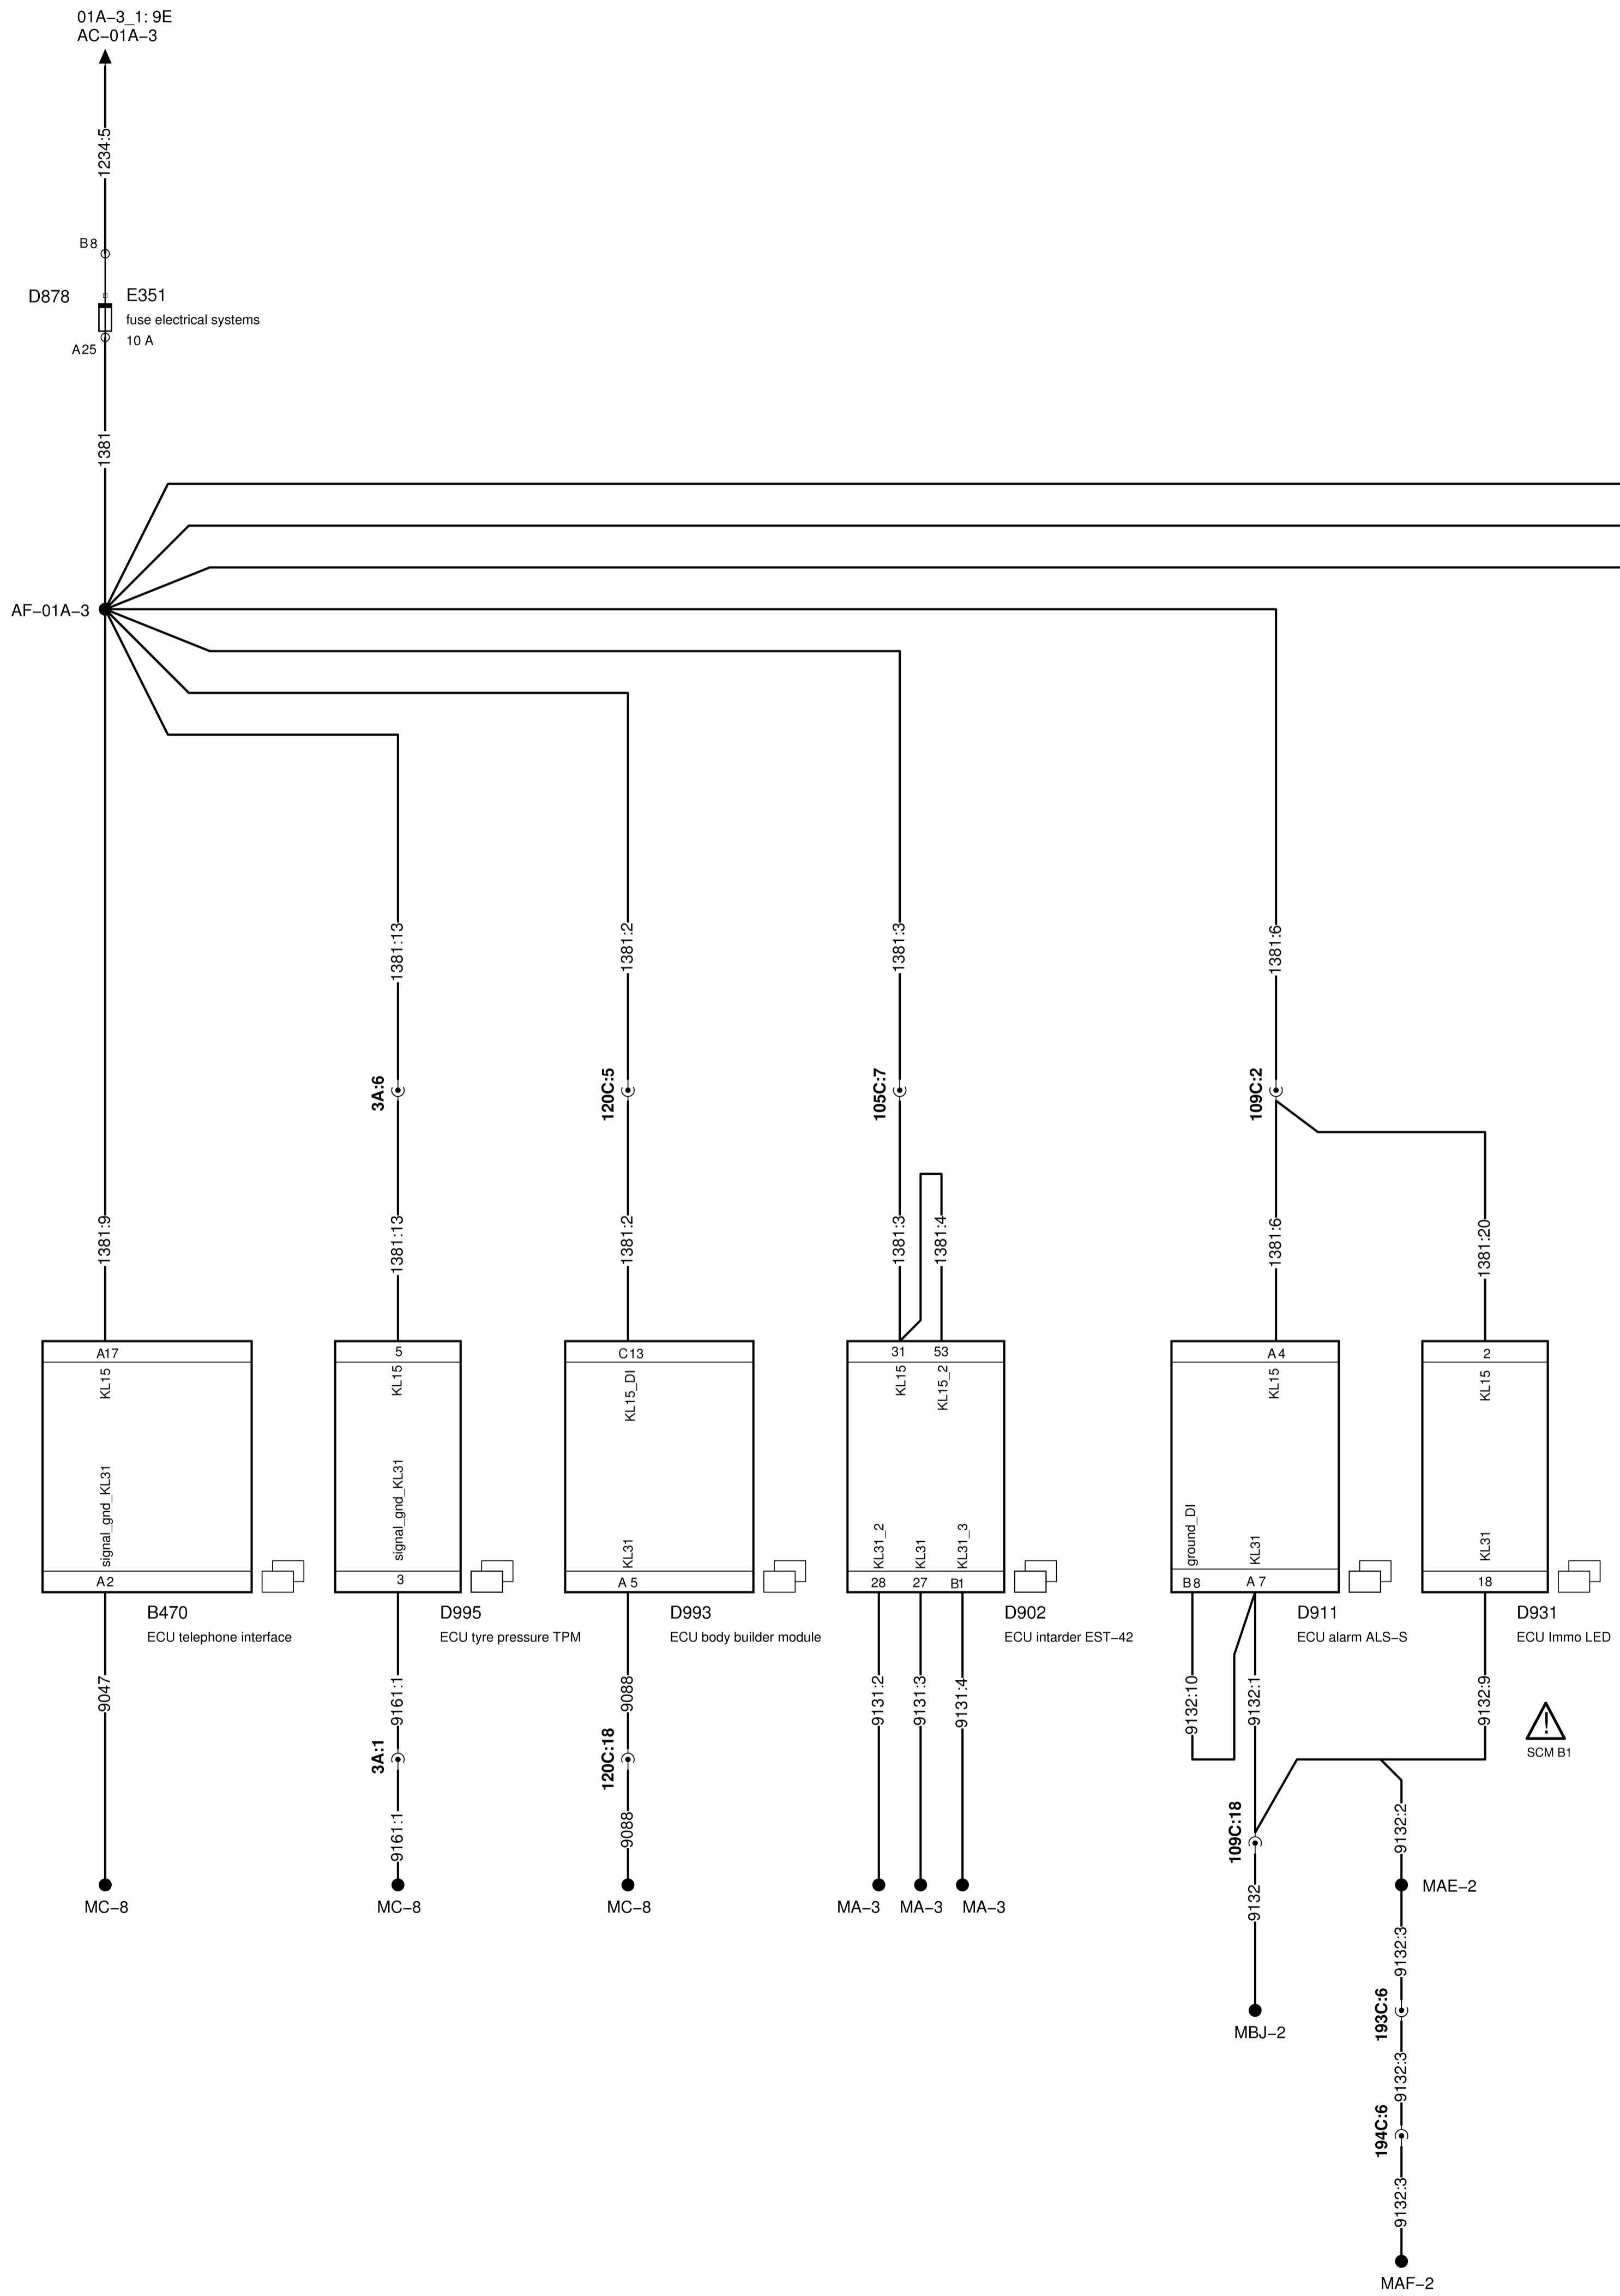 01A−3_1: 9E
AC−01A−3
1234:5
B8
D878
E351
fuse electrical systems
10 A
A25
1381
AF−01A−3
1381:13
1381:2
1381:3
1381:6
3A:6
120C:5
105C:7
109C:2
1381:9
1381:13
1381:2
1381:3
1381:4
1381:6
1381:20
A17
5
C13
31
53
A4
2
KL15
KL15
KL15_DI
KL15
KL15_2
KL15
KL15
signal_gnd_KL31
signal_gnd_KL31
KL31
KL31_2
KL31
KL31_3
ground_DI
KL31
KL31
A2
3
A5
28
27
B1
B8
A7
18
B470
ECU telephone interface
D995
ECU tyre pressure TPM
D993
ECU body builder module
D902
ECU intarder EST−42
D911
ECU alarm ALS−S
D931
ECU Immo LED
9047
9161:1
9088
9131:2
9131:3
9131:4
9132:10
9132:1
9132:9
SCM B1
3A:1
120C:18
9161:1
9088
109C:18
9132:2
MC−8
MC−8
MC−8
MA−3
MA−3
MA−3
9132
MAE−2
9132:3
193C:6
MBJ−2
9132:3
194C:6
9132:3
MAF−2